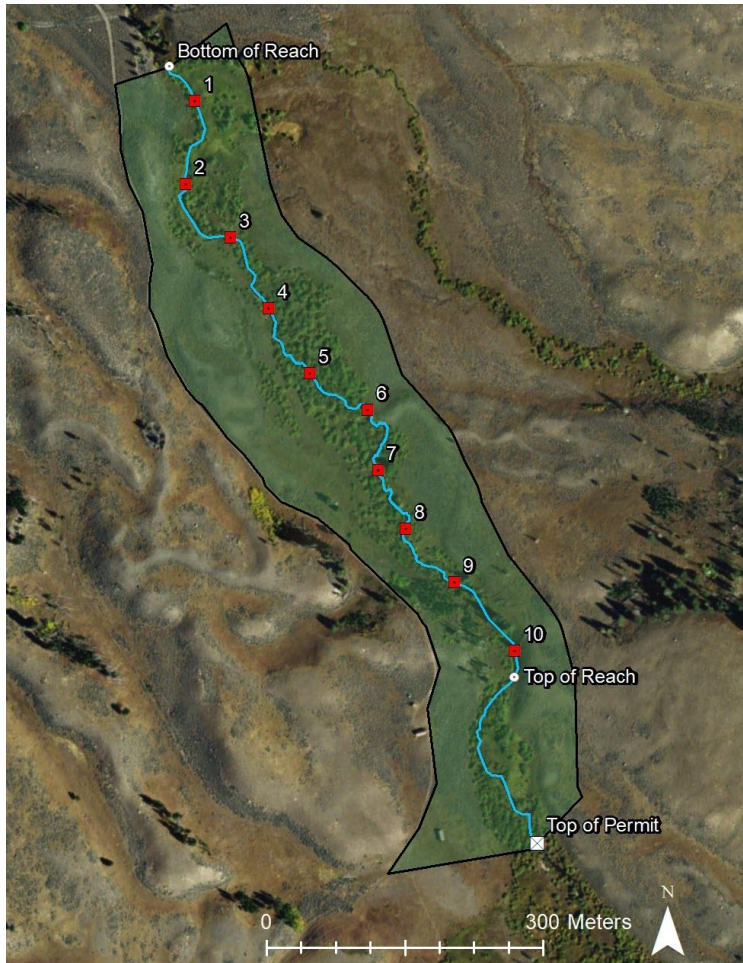 Bottom of Reach
1
2
3
4
5
6
7
8
9
10
Top of Reach
Top of Permit
N
0 300 Meters